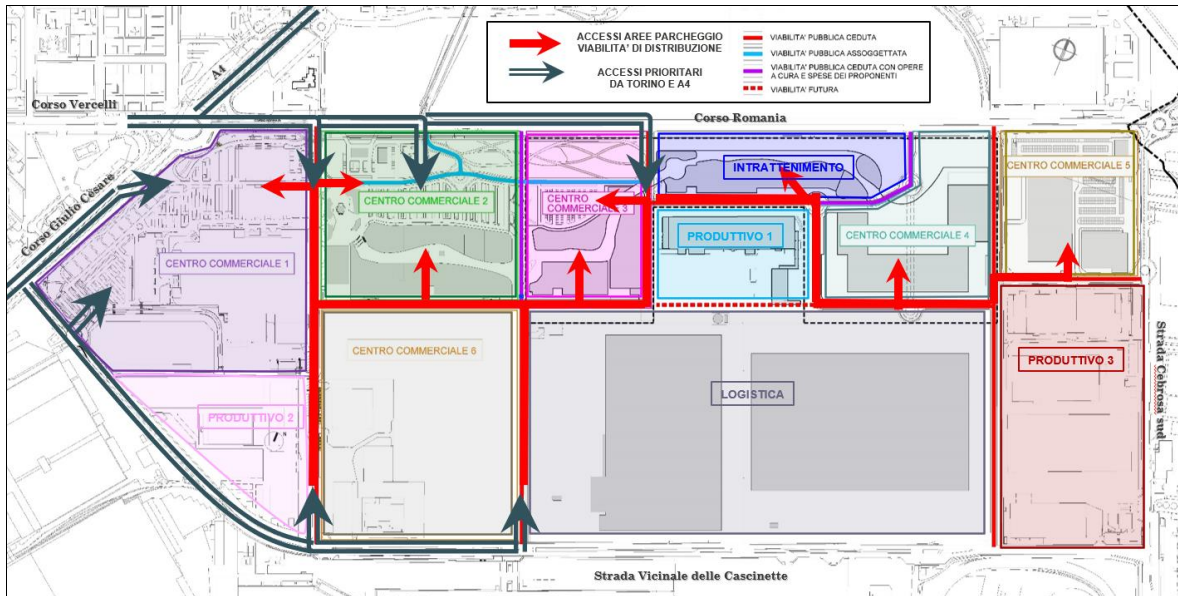 ACCESSI AREE PARCHEGGIO
VIABILITA' DI DISTRIBUZIONE
ACCESSI PRIORITARI
DA TORINO E A4
VIABILITA' PUBBLICA CEDUTA
VIABILITA' PUBBLICA ASSOGGETTATA
VIABILITA' PUBBLICA CEDUTA CON OPERE
A CURA E SPESE DEI PROPONENTI
VIABILITA' FUTURA
A4
Corso Vercelli
Corso Romania
Corso Giulio Cesare
INTRATTENIMENTO
CENTRO COMMERCIALE 5
CENTRO COMMERCIALE 2
CENTRO
COMMERCIALE 3
PRODUTTIVO 1
CENTRO COMMERCIALE 4
CENTRO COMMERCIALE 1
CENTRO COMMERCIALE 6
PRODUTTIVO 3
Strada Cebrosa sud
LOGISTICA
PRODUTTIVO 2
Strada Vicinale delle Cascinette